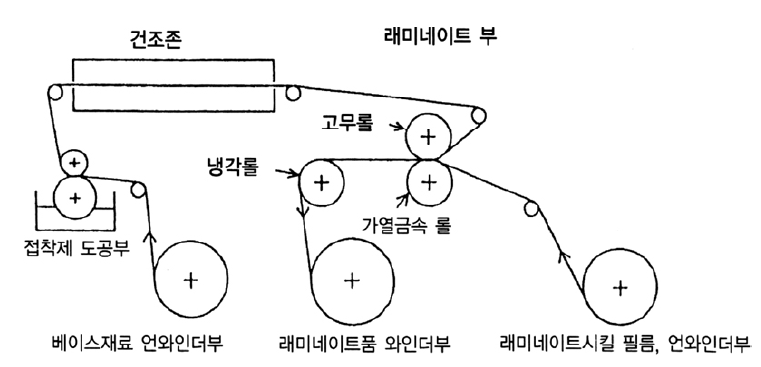 건조존
래미네이트 부
고무롤
냉각롤
가열금속 롤
접착제 도공부
베이스재료 언와인더부
래미네이트품 와인더부
래미네이트시킬 필름, 언와인더부